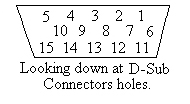 5 4 3 2 1
10 9 8 7 6
15 14 13 12 11
Looking down at D-Sub
Connectors holes.